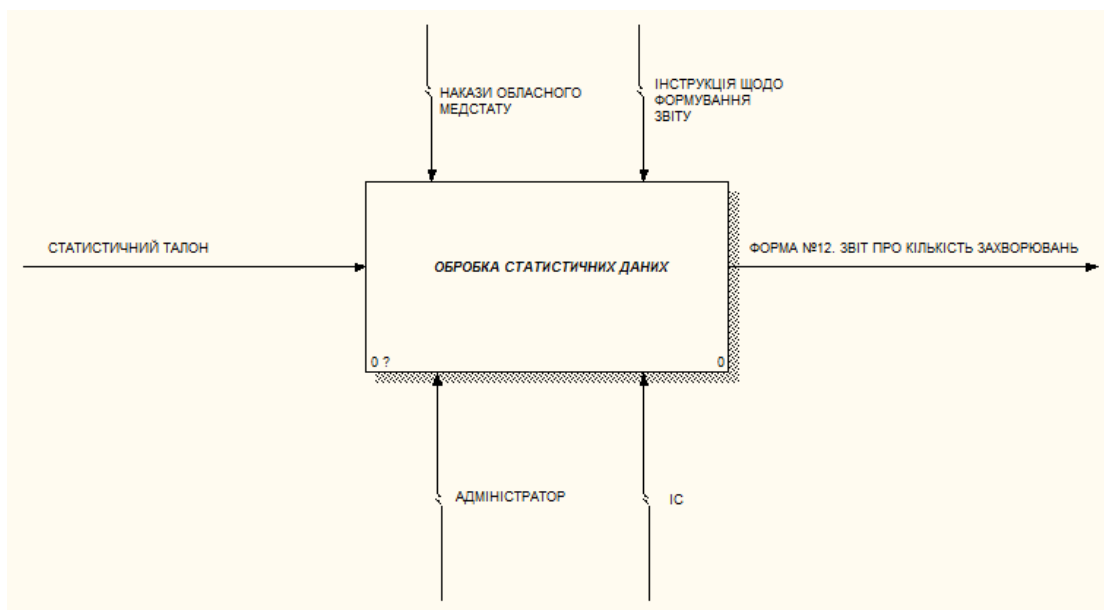 НАКАЗИ ОБЛАСНОГО
МЕДСТАТУ
ІНСТРУКЦІЯ ЩОДО
ФОРМУВАННЯ
ЗВІТУ
СТАТИСТИЧНИЙ ТАЛОН
ОБРОБКА СТАТИСТИЧНИХ ДАНИХ
ФОРМА №12. ЗВІТ ПРО КІЛЬКІСТЬ ЗАХВОРЮВАНЬ
0 ?
0
АДМІНІСТРАТОР
ІС